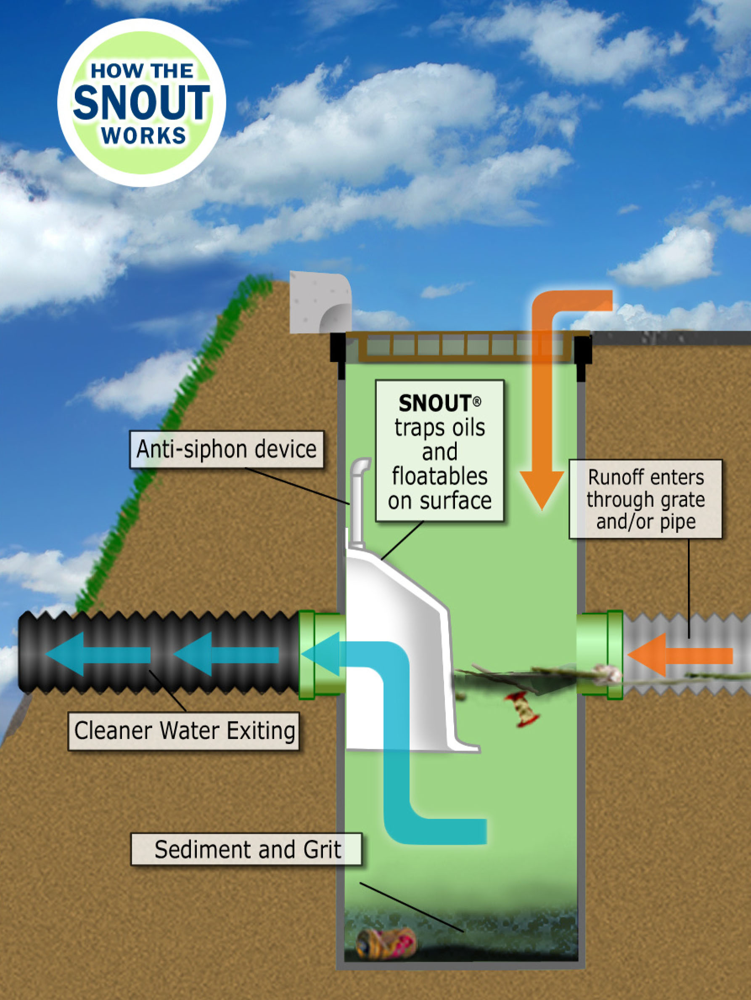 HOW THE
SNOUT
WORKS
SNOUT®
traps oils
and
floatables
on surface
Anti-siphon device
Runoff enters
through grate
and/or pipe
Cleaner Water Exiting
Sediment and Grit